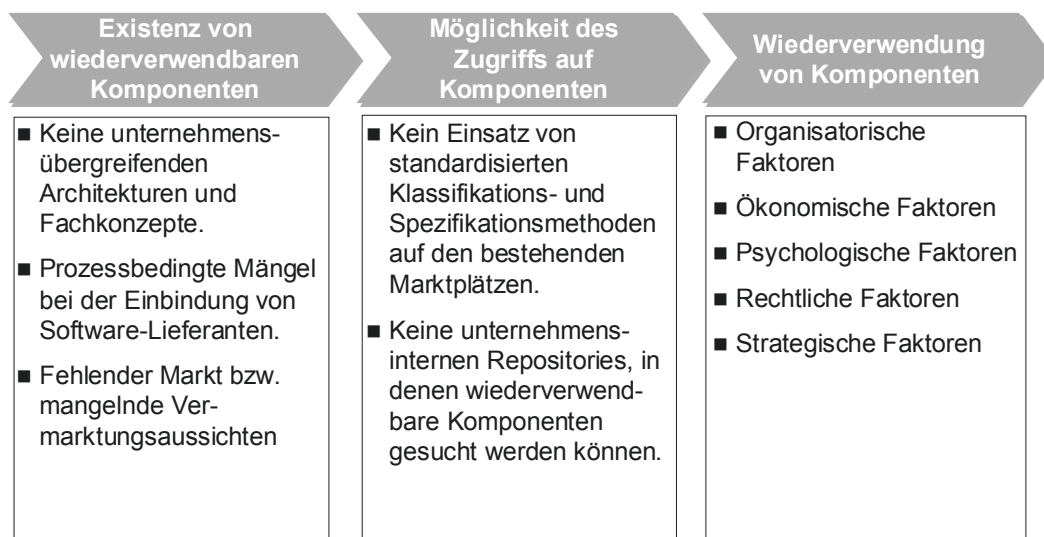 Existenz von
wiederverwendbaren
Komponenten
■ Keine unternehmens-
übergreifenden
Architekturen und
Fachkonzepte.
■ Prozessbedingte Mängel
bei der Einbindung von
Software-Lieferanten.
■ Fehlender Markt bzw.
mangelnde Ver-
marktungsaussichten
Möglichkeit des
Zugriffs auf
Komponenten
■ Kein Einsatz von
standardisierten
Klassifikations- und
Spezifikationsmethoden
auf den bestehenden
Marktplätzen.
■ Keine unternehmens-
internen Repositories, in
denen wiederverwend-
bare Komponenten
gesucht werden können.
Wiederverwendung
von Komponenten
■ Organisatorische
Faktoren
■ Ökonomische Faktoren
■ Psychologische Faktoren
■ Rechtliche Faktoren
■ Strategische Faktoren